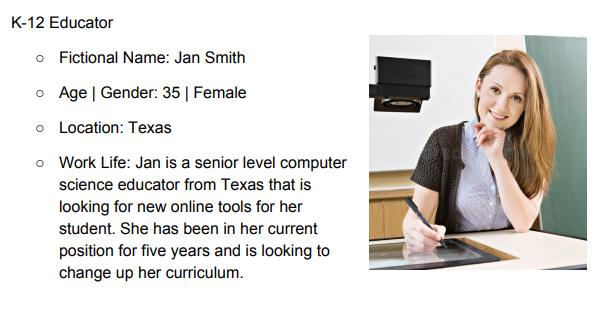 K-12 Educator
○ Fictional Name: Jan Smith
○ Age | Gender: 35 | Female
○ Location: Texas
○ Work Life: Jan is a senior level computer
science educator from Texas that is
looking for new online tools for her
student. She has been in her current
position for five years and is looking to
change up her curriculum.